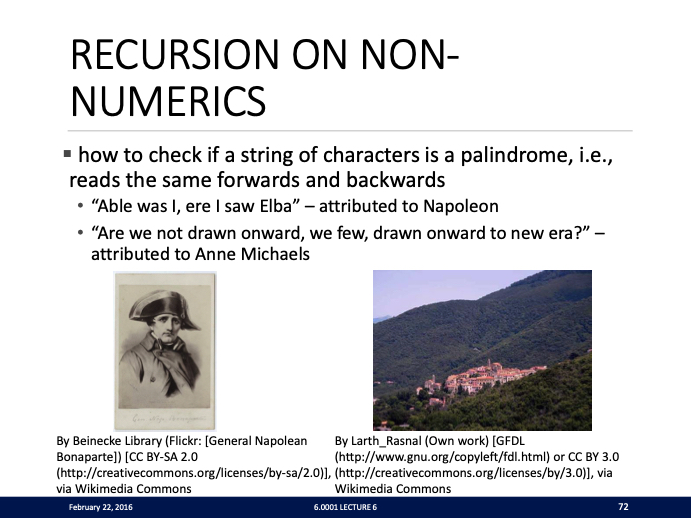 RECURSION ON NON-
NUMERICS
▪ how to check if a string of characters is a palindrome, i.e.,
reads the same forwards and backwards
• “Able was I, ere I saw Elba” – attributed to Napoleon
• “Are we not drawn onward, we few, drawn onward to new era?” –
attributed to Anne Michaels
By Beinecke Library (Flickr: [General Napolean
Bonaparte]) [CC BY-SA 2.0
(http://creativecommons.org/licenses/by-sa/2.0)],
via Wikimedia Commons
By Larth_Rasnal (Own work) [GFDL
(http://www.gnu.org/copyleft/fdl.html) or CC BY 3.0
(http://creativecommons.org/licenses/by/3.0)], via
Wikimedia Commons
February 22, 2016
6.0001 LECTURE 6
72